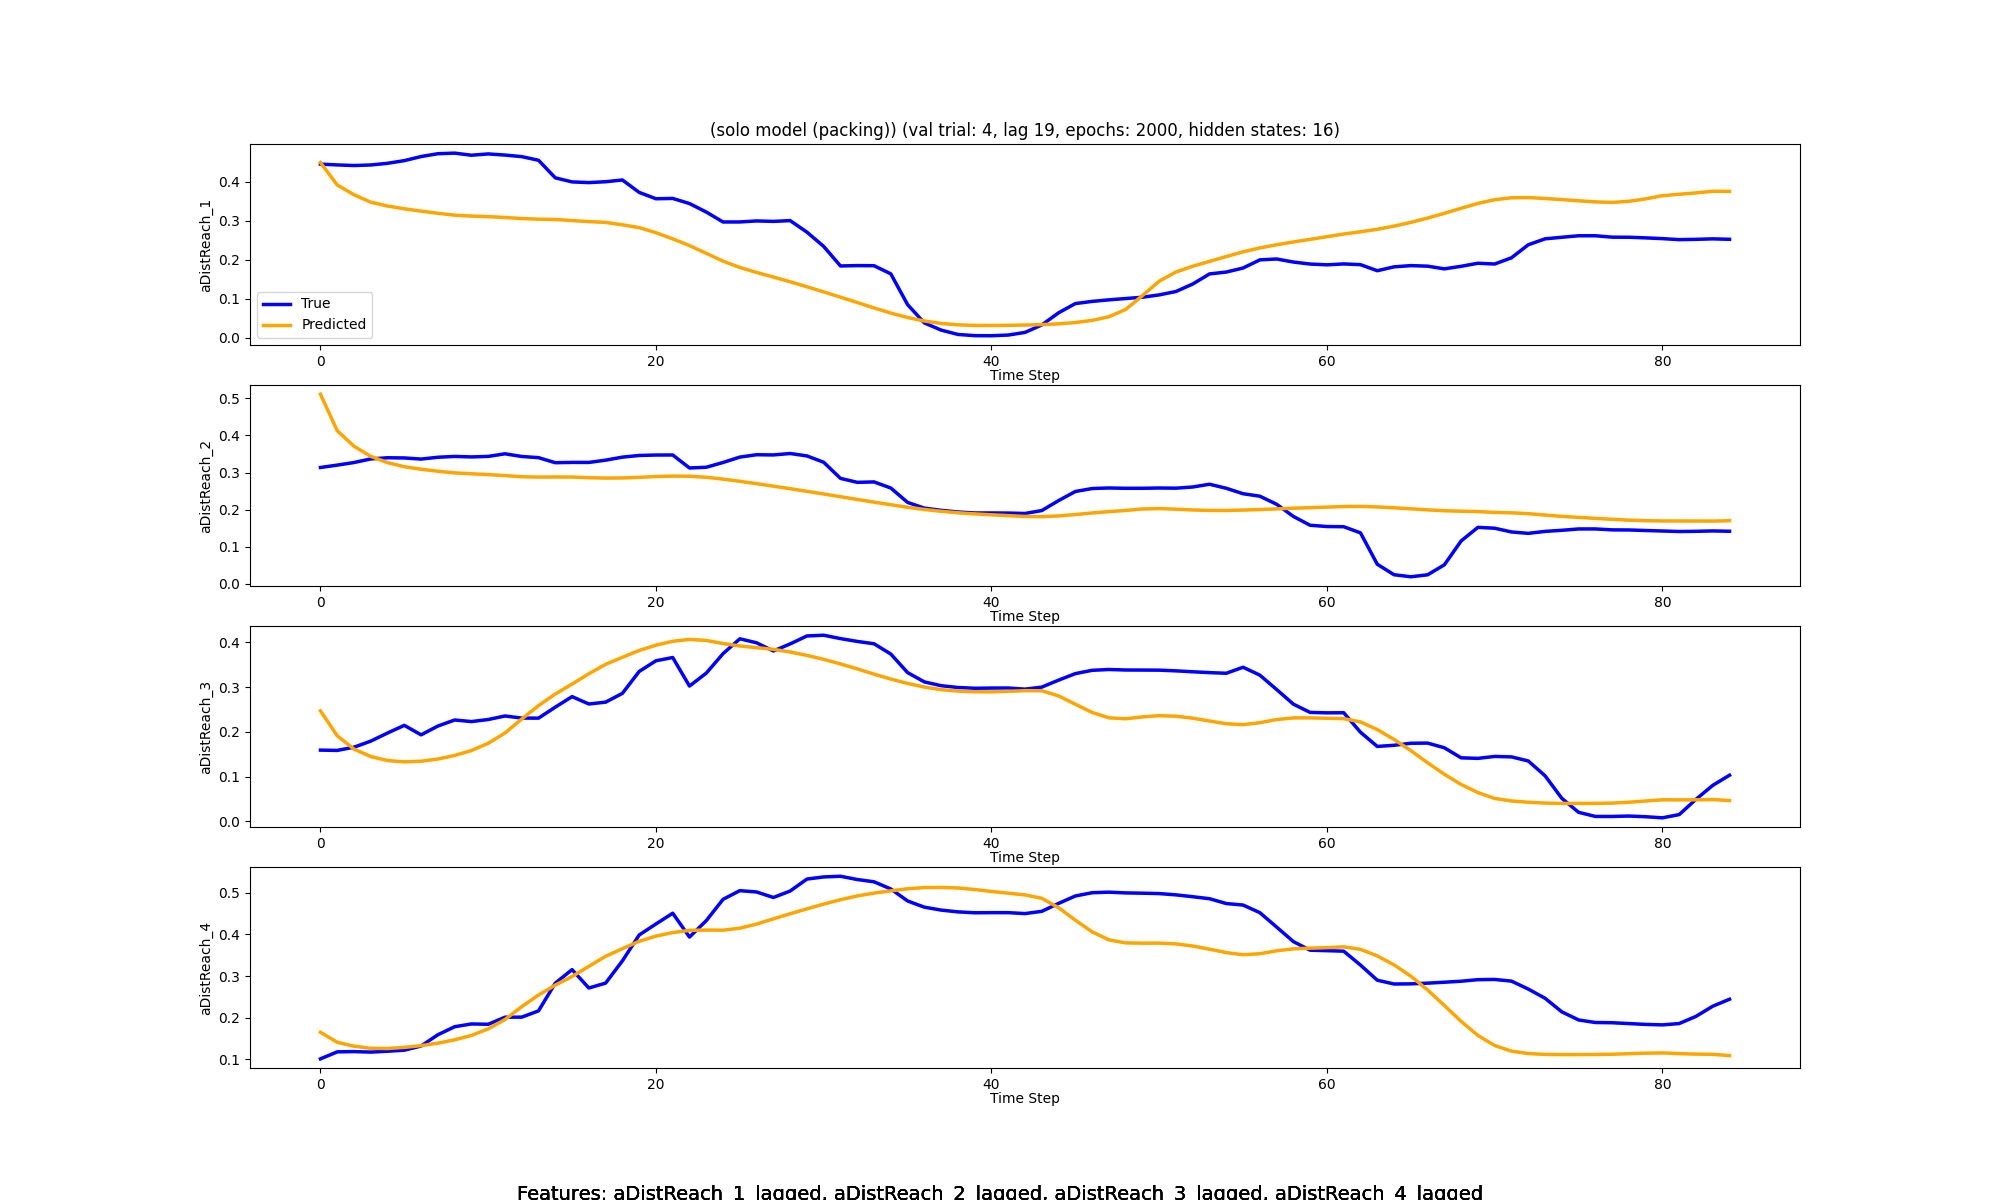 (solo model (packing)) (val trial: 4, lag 19, epochs: 2000, hidden states: 16)
aDistReach_1
0.4
0.3
0.2
0.1
0.0
True
Predicted
0 20 40 60 80
Time Step
aDistReach_2
0.5
0.4
0.3
0.2
0.1
0.0
0 20 40 60 80
Time Step
aDistReach_3
0.4
0.3
0.2
0.1
0.0
0 20 40 60 80
Time Step
aDistReach_4
0.5
0.4
0.3
0.2
0.1
0 20 40 60 80
Time Step
Features: aDistReach_1_lagged, aDistReach_2_lagged, aDistReach_3_lagged, aDistReach_4_lagged